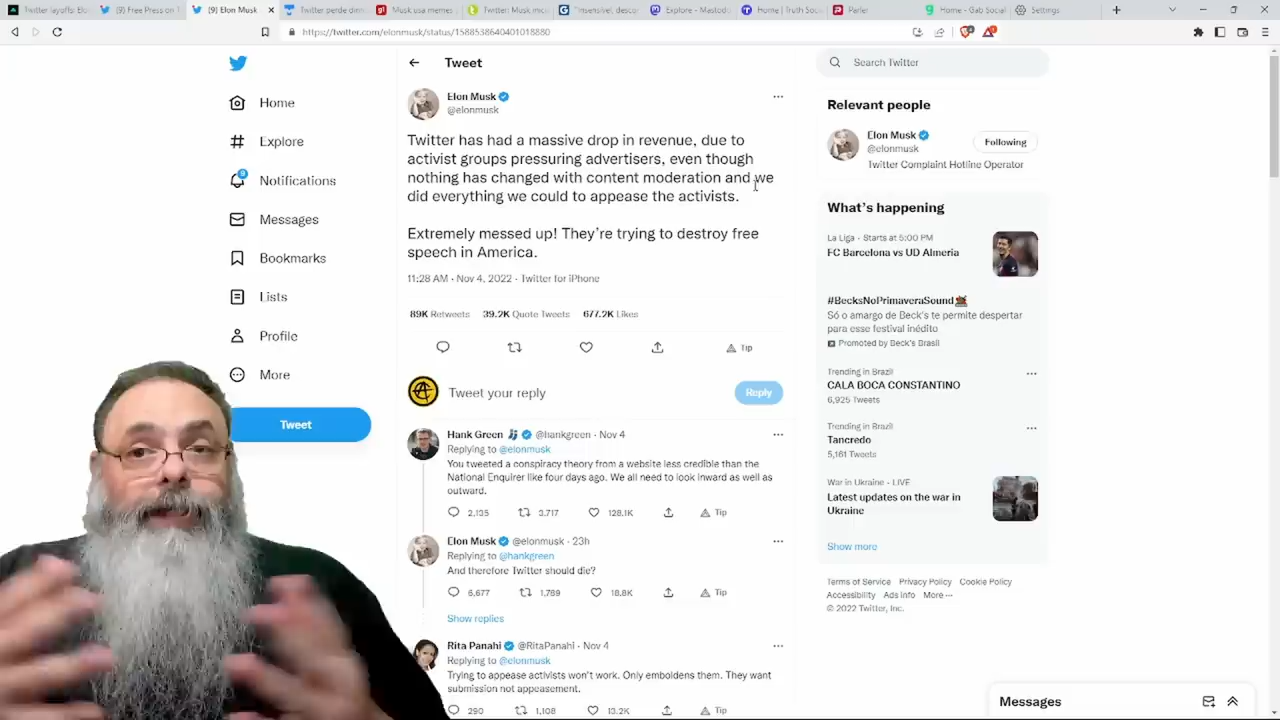 Twitter layoffs: Elo
(9) Free Press on T
(9) Elon Musk
Twitter perde dinhe
Musk usa memes
Explore - Mastodo
Home | Truth Soci
Parler
Home - Gab Social
Settings
https://twitter.com/elonmusk/status/1588538640401018880
Home
Explore
9
Notifications
Messages
Bookmarks
Lists
Profile
More
Tweet
Tweet
Elon Musk
@elonmusk
Twitter has had a massive drop in revenue, due to
activist groups pressuring advertisers, even though
nothing has changed with content moderation and we
did everything we could to appease the activists.
Extremely messed up! They’re trying to destroy free
speech in America.
11:28 AM · Nov 4, 2022 · Twitter for iPhone
89K Retweets 39.2K Quote Tweets 677.2K Likes
Tip
Tweet your reply
Reply
Hank Green @hankgreen · Nov 4
Replying to @elonmusk
You tweeted a conspiracy theory from a website less credible than the
National Enquirer like four days ago. We all need to look inward as well as
outward.
2,135 3,717 128.1K Tip
Elon Musk @elonmusk · 23h
Replying to @hankgreen
And therefore Twitter should die?
6,677 1,789 18.8K Tip
Show replies
Rita Panahi @RitaPanahi · Nov 4
Replying to @elonmusk
Trying to appease activists won’t work. Only emboldens them. They want
submission not appeasement.
290 1,108 13.2K Tip
Search Twitter
Relevant people
Elon Musk
@elonmusk
Following
Twitter Complaint Hotline Operator
What’s happening
La Liga · Starts at 5:00 PM
FC Barcelona vs UD Almeria
#BecksNoPrimaveraSound
Só o amargo de Beck's te permite despertar
para esse festival inédito
Promoted by Beck's Brasil
Trending in Brazil
CALA BOCA CONSTANTINO
6,925 Tweets
Trending in Brazil
Tancredo
5,161 Tweets
War in Ukraine · LIVE
Latest updates on the war in
Ukraine
Show more
Terms of Service Privacy Policy Cookie Policy
Accessibility Ads info More ···
© 2022 Twitter, Inc.
Messages